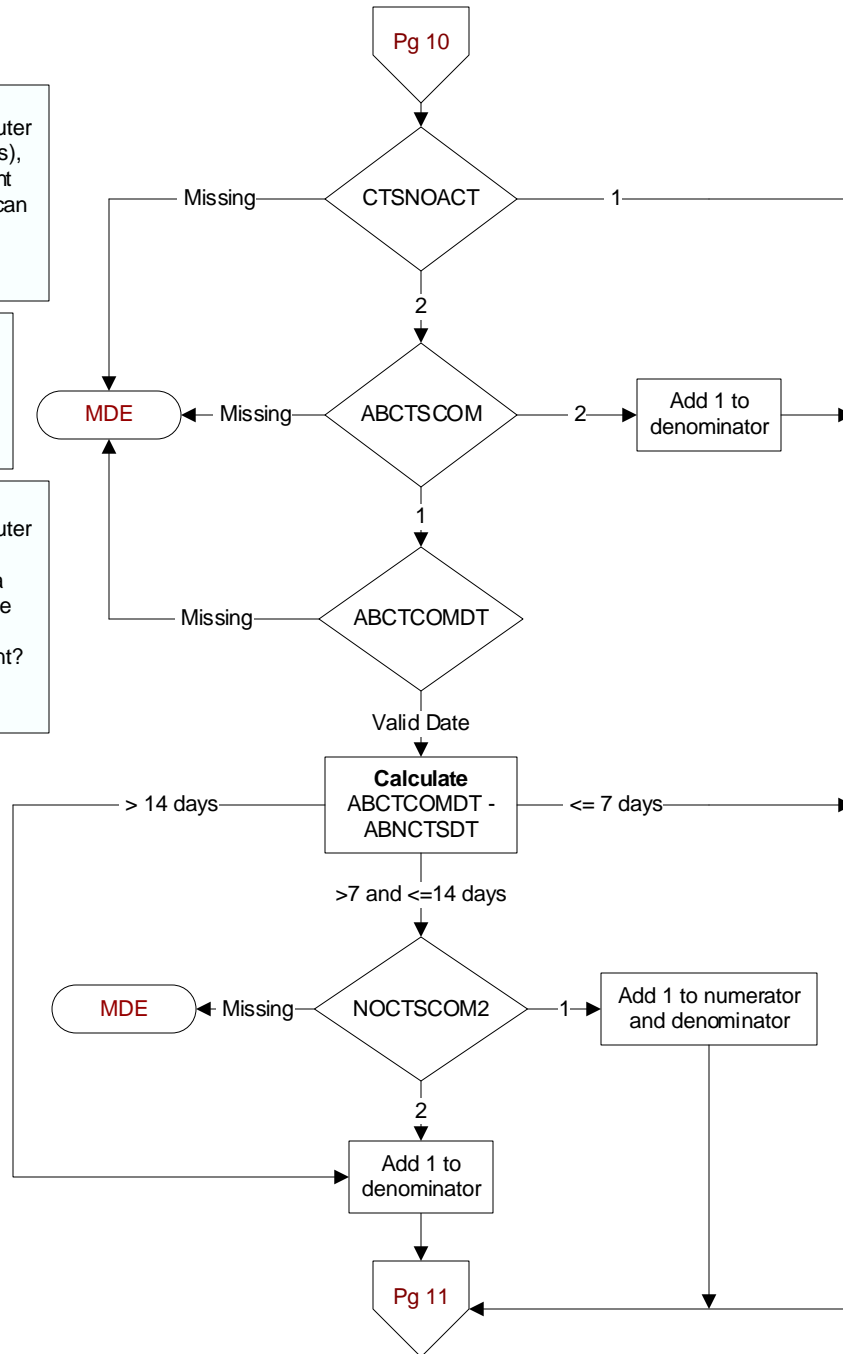 Pg 10
uter
s),
nt
can
Missing
CTSNOACT
1
2
MDE
Missing
ABCTSCOM
2
Add 1 to
denominator
1
uter
a
e
nt?
Missing
ABCTCOMDT
Valid Date
> 14 days
Calculate
ABCTCOMDT -
ABNCTSDT
<= 7 days
>7 and <=14 days
MDE
Missing
NOCTSCOM2
1
Add 1 to numerator
and denominator
2
Add 1 to
denominator
Pg 11